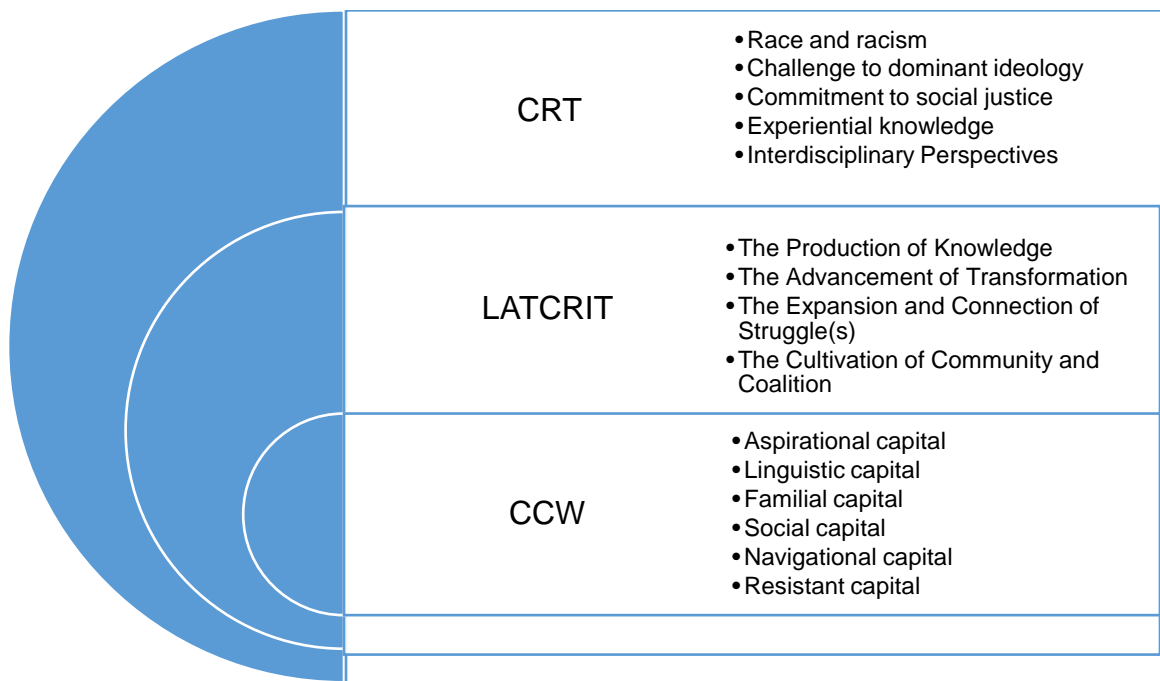 CRT
•Race and racism
•Challenge to dominant ideology
•Commitment to social justice
•Experiential knowledge
•Interdisciplinary Perspectives
LATCRIT
•The Production of Knowledge
•The Advancement of Transformation
•The Expansion and Connection of
Struggle(s)
•The Cultivation of Community and
Coalition
CCW
•Aspirational capital
•Linguistic capital
•Familial capital
•Social capital
•Navigational capital
•Resistant capital